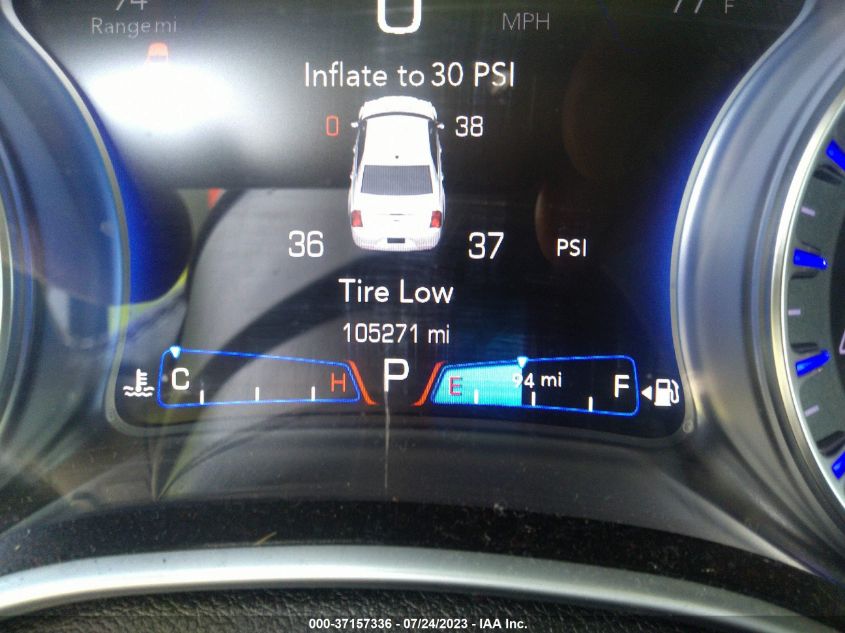 Range mi
0 MPH
F
Inflate to 30 PSI
0 38
36 37 PSI
Tire Low
105271 mi
C H P E 94 mi F
000-37157336 - 07/24/2023 - IAA Inc.